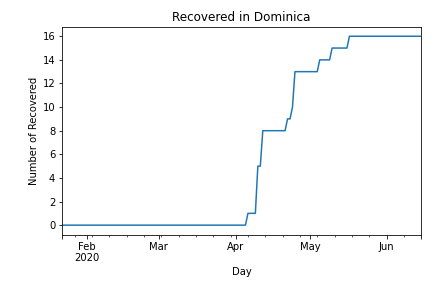 Recovered in Dominica
Number of Recovered
16
14
12
10
8
6
4
2
0
Feb
2020
Mar
Apr
May
Jun
Day